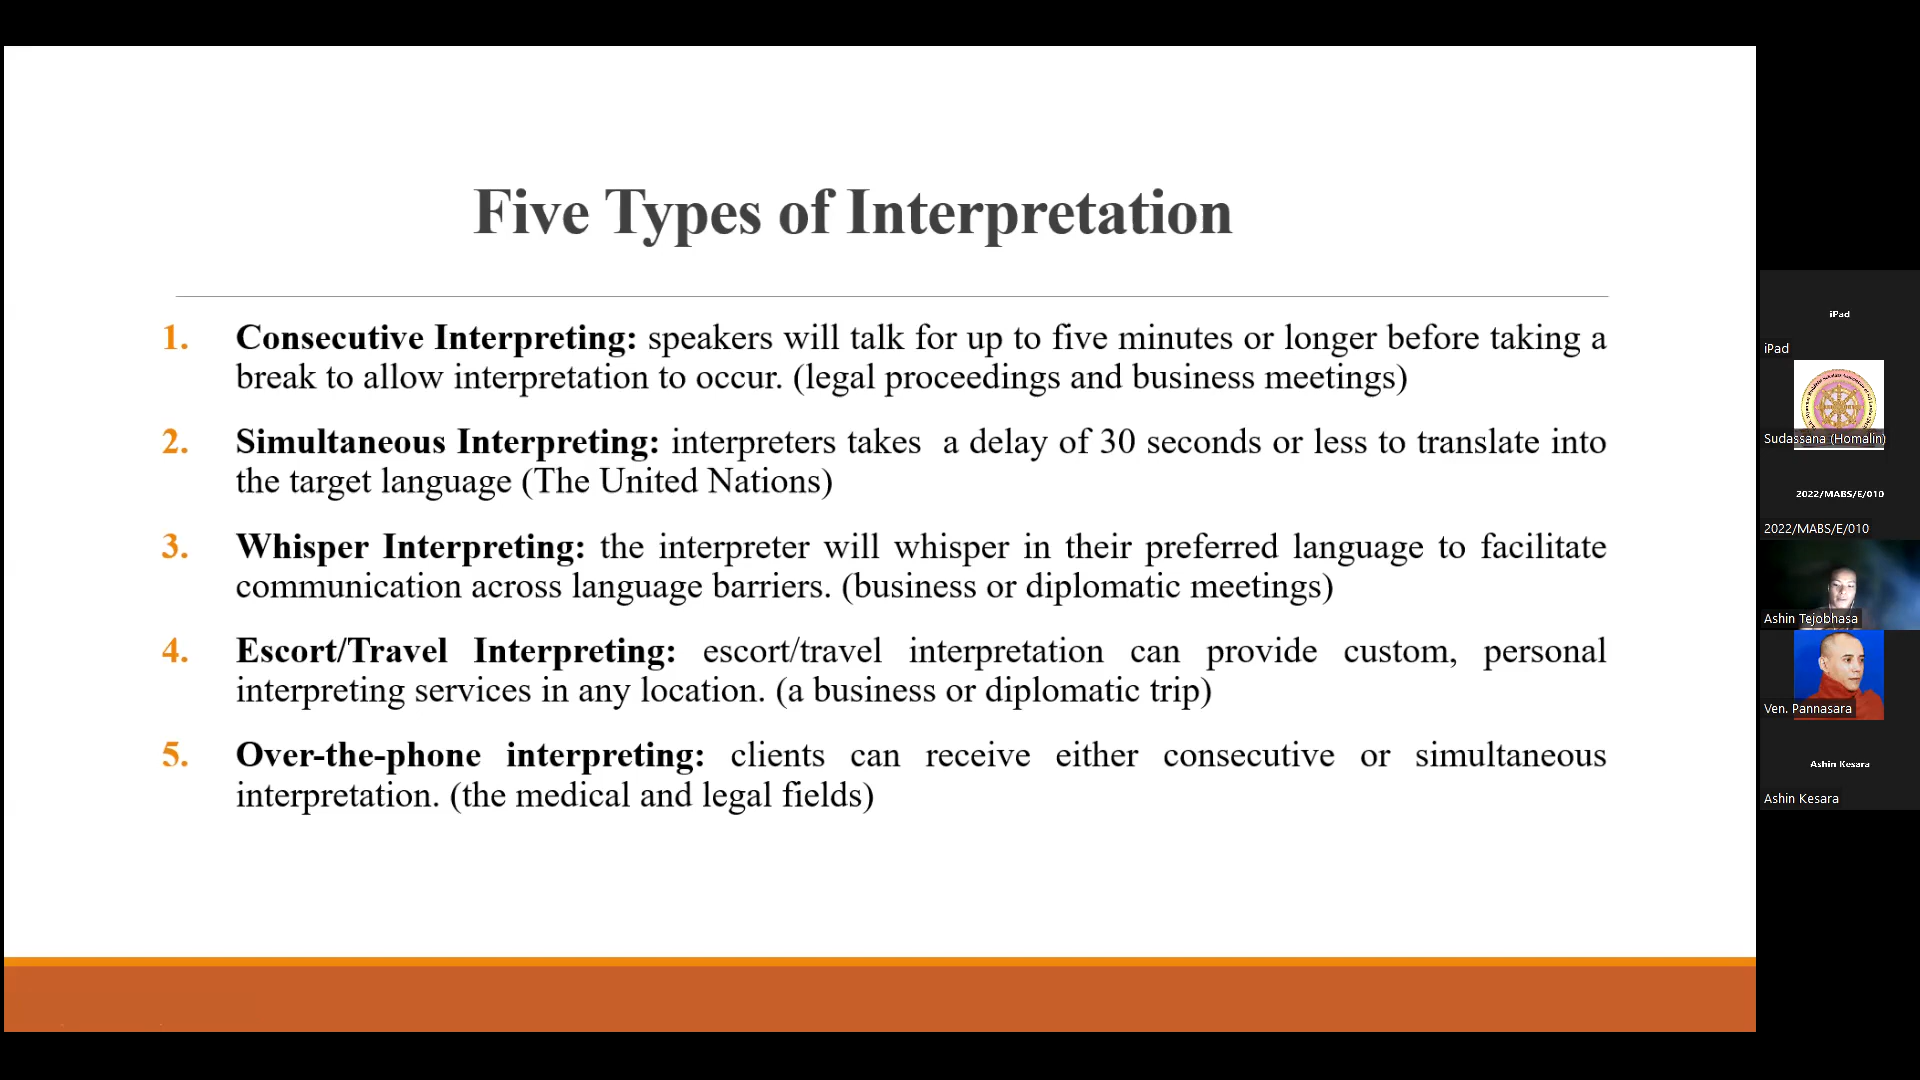 Five Types of Interpretation
1. Consecutive Interpreting: speakers will talk for up to five minutes or longer before taking a
break to allow interpretation to occur. (legal proceedings and business meetings)
2. Simultaneous Interpreting: interpreters takes  a delay of 30 seconds or less to translate into
the target language (The United Nations)
3. Whisper Interpreting: the interpreter will whisper in their preferred language to facilitate
communication across language barriers. (business or diplomatic meetings)
4. Escort/Travel Interpreting: escort/travel interpretation can provide custom, personal
interpreting services in any location. (a business or diplomatic trip)
5. Over-the-phone interpreting: clients can receive either consecutive or simultaneous
interpretation. (the medical and legal fields)
iPad
iPad
Sudassana (Homalin)
2022/MABS/E/010
2022/MABS/E/010
Ashin Tejobhasa
Ven. Pannasara
Ashin Kesara
Ashin Kesara